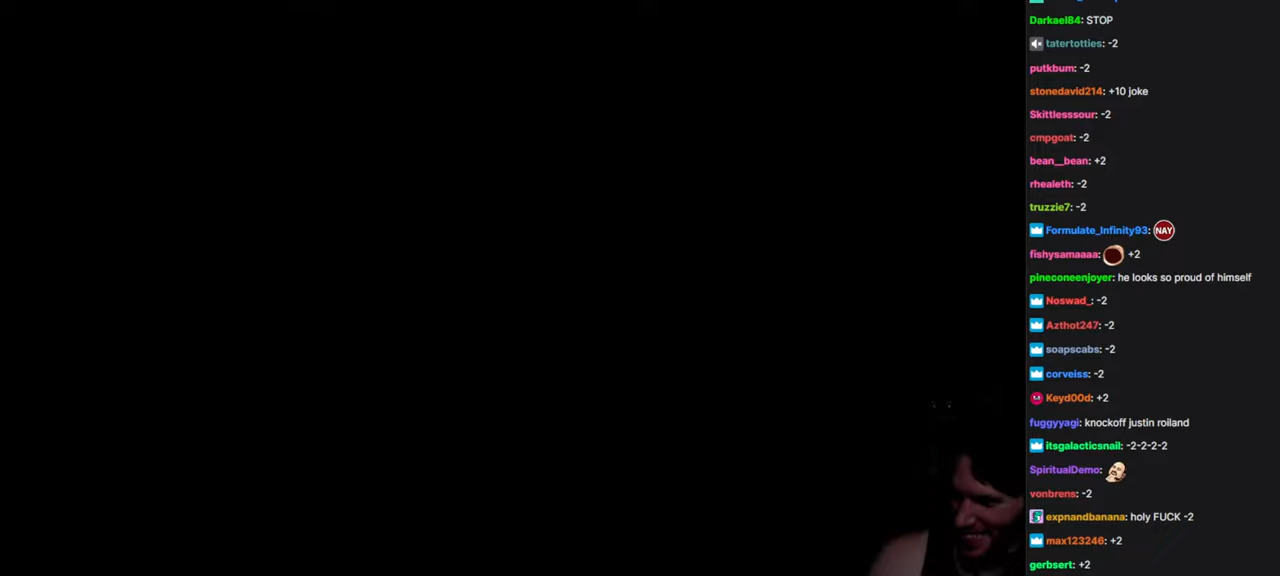 Darkael84: STOP
tatertotties: -2
putkbum: -2
stonedavid214: +10 joke
Skittlesssour: -2
cmpgoat: -2
bean__bean: +2
rhealeth: -2
truzzie7: -2
Formulate_Infinity93: NAY
fishysamaaaa: +2
pineconeenjoyer: he looks so proud of himself
Noswad_: -2
Azthot247: -2
soapscabs: -2
corveiss: -2
Keyd00d: +2
fuggyyagi: knockoff justin roiland
itsgalacticsnail: -2-2-2-2
SpiritualDemo:
vonbrens: -2
expnandbanana: holy FUCK -2
max123246: +2
gerbsert: +2